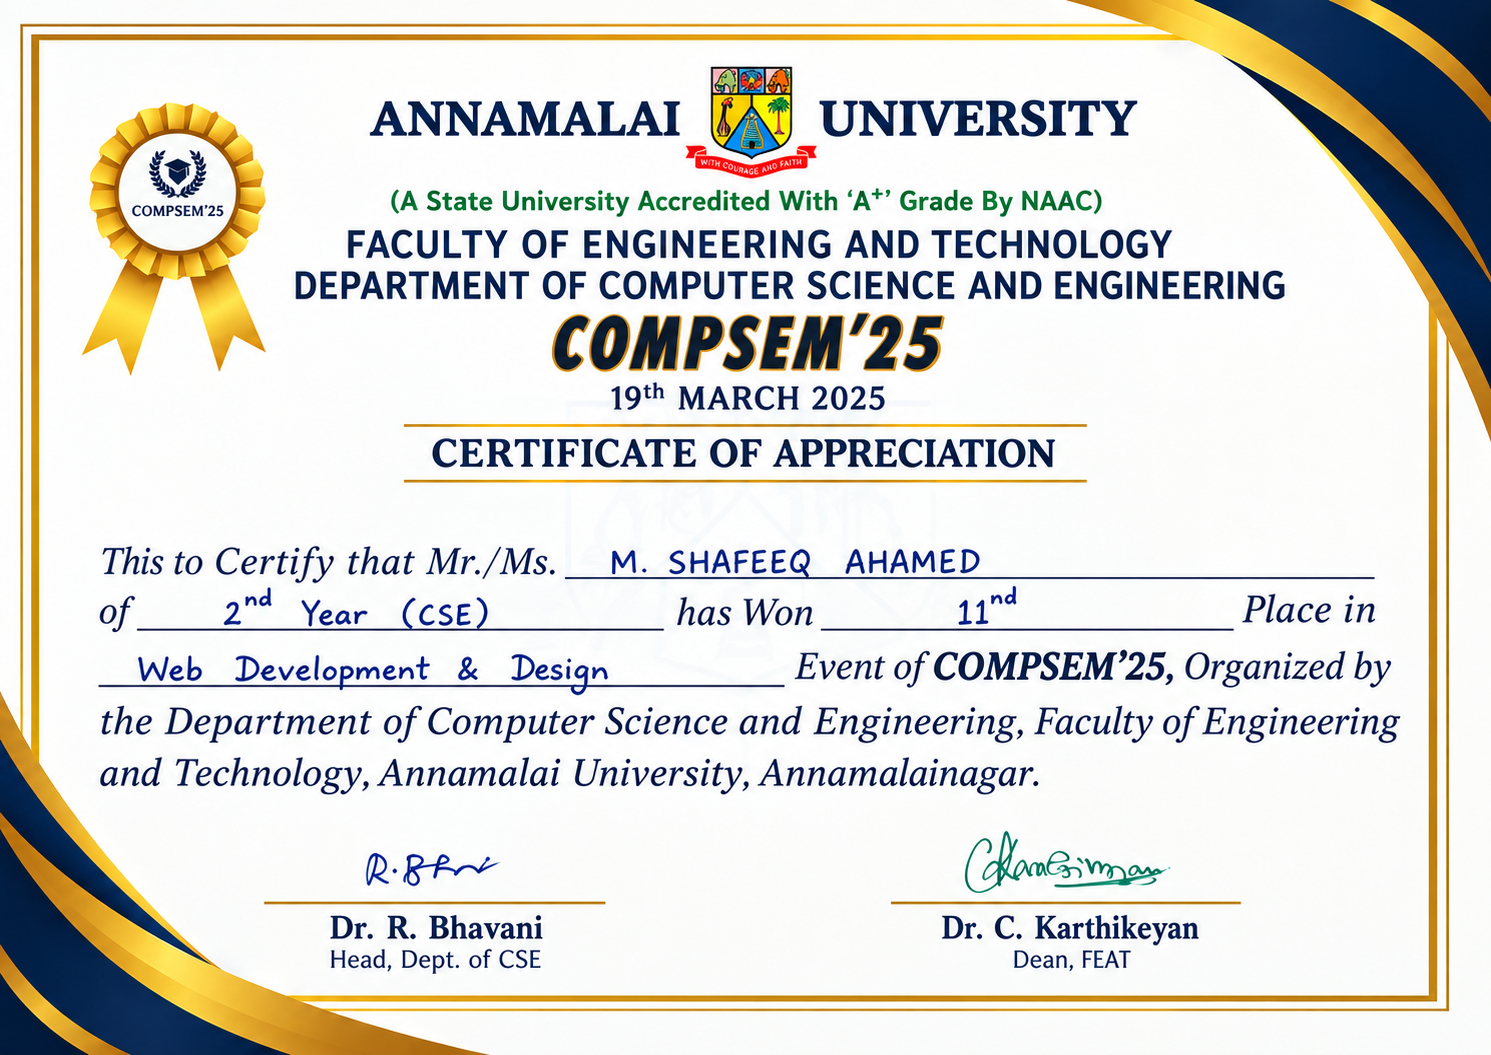 ANNAMALAI UNIVERSITY
WITH COURAGE AND FAITH
(A State University Accredited With ‘A⁺’ Grade By NAAC)
COMPSEM’25
FACULTY OF ENGINEERING AND TECHNOLOGY
DEPARTMENT OF COMPUTER SCIENCE AND ENGINEERING
COMPSEM’25
19th MARCH 2025
CERTIFICATE OF APPRECIATION
This to Certify that Mr./Ms. M. SHAFEEQ AHAMED
of 2nd Year (CSE) has Won 11nd Place in
Web Development & Design Event of COMPSEM’25, Organized by
the Department of Computer Science and Engineering, Faculty of Engineering
and Technology, Annamalai University, Annamalainagar.
Dr. R. Bhavani
Head, Dept. of CSE
Dr. C. Karthikeyan
Dean, FEAT